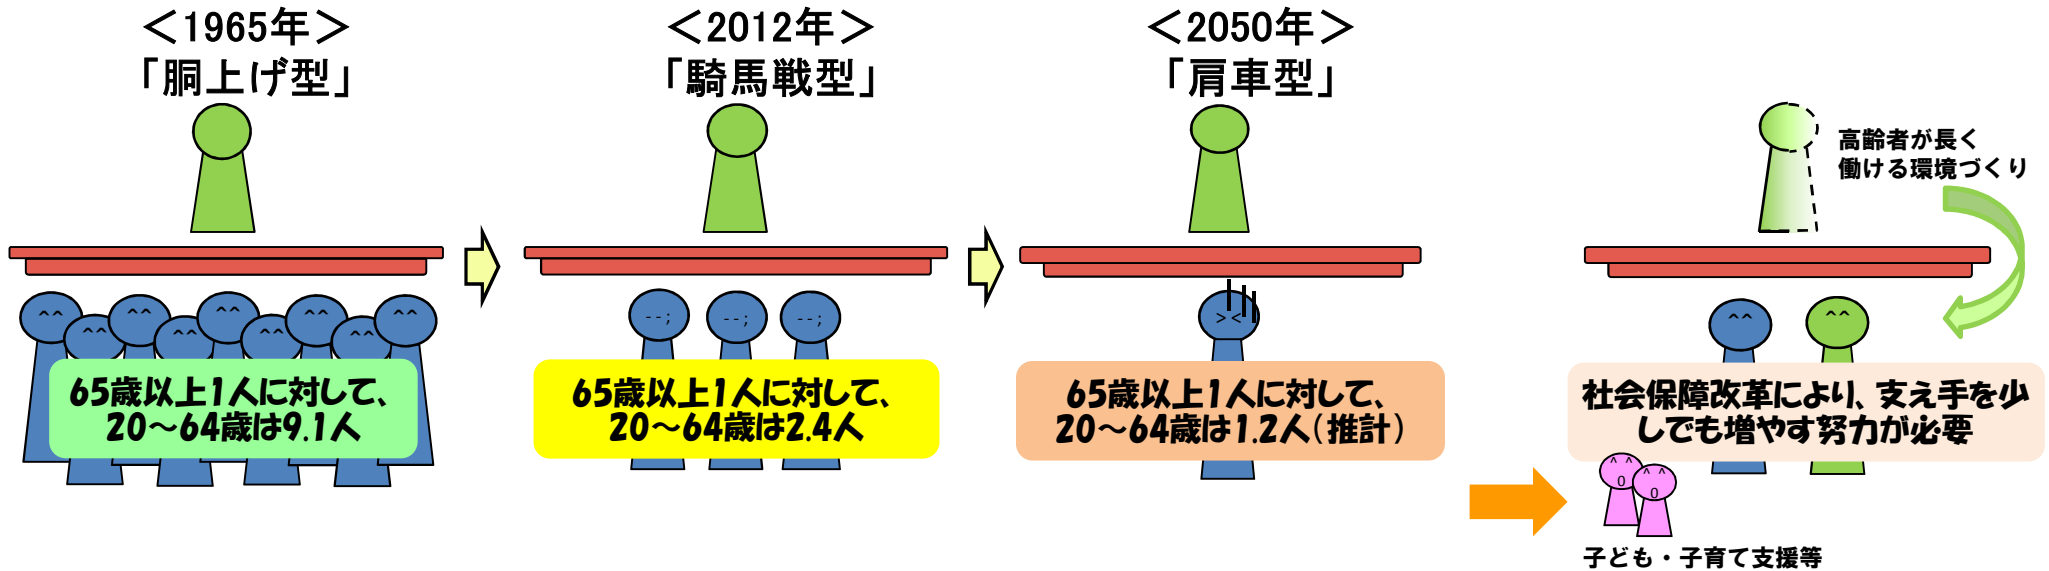 ＜1965年＞
「胴上げ型」
65歳以上1人に対して、
20～64歳は9.1人
＜2012年＞
「騎馬戦型」
65歳以上1人に対して、
20～64歳は2.4人
＜2050年＞
「肩車型」
65歳以上1人に対して、
20～64歳は1.2人(推計)
高齢者が長く
働ける環境づくり
社会保障改革により、支え手を少
しでも増やす努力が必要
子ども・子育て支援等